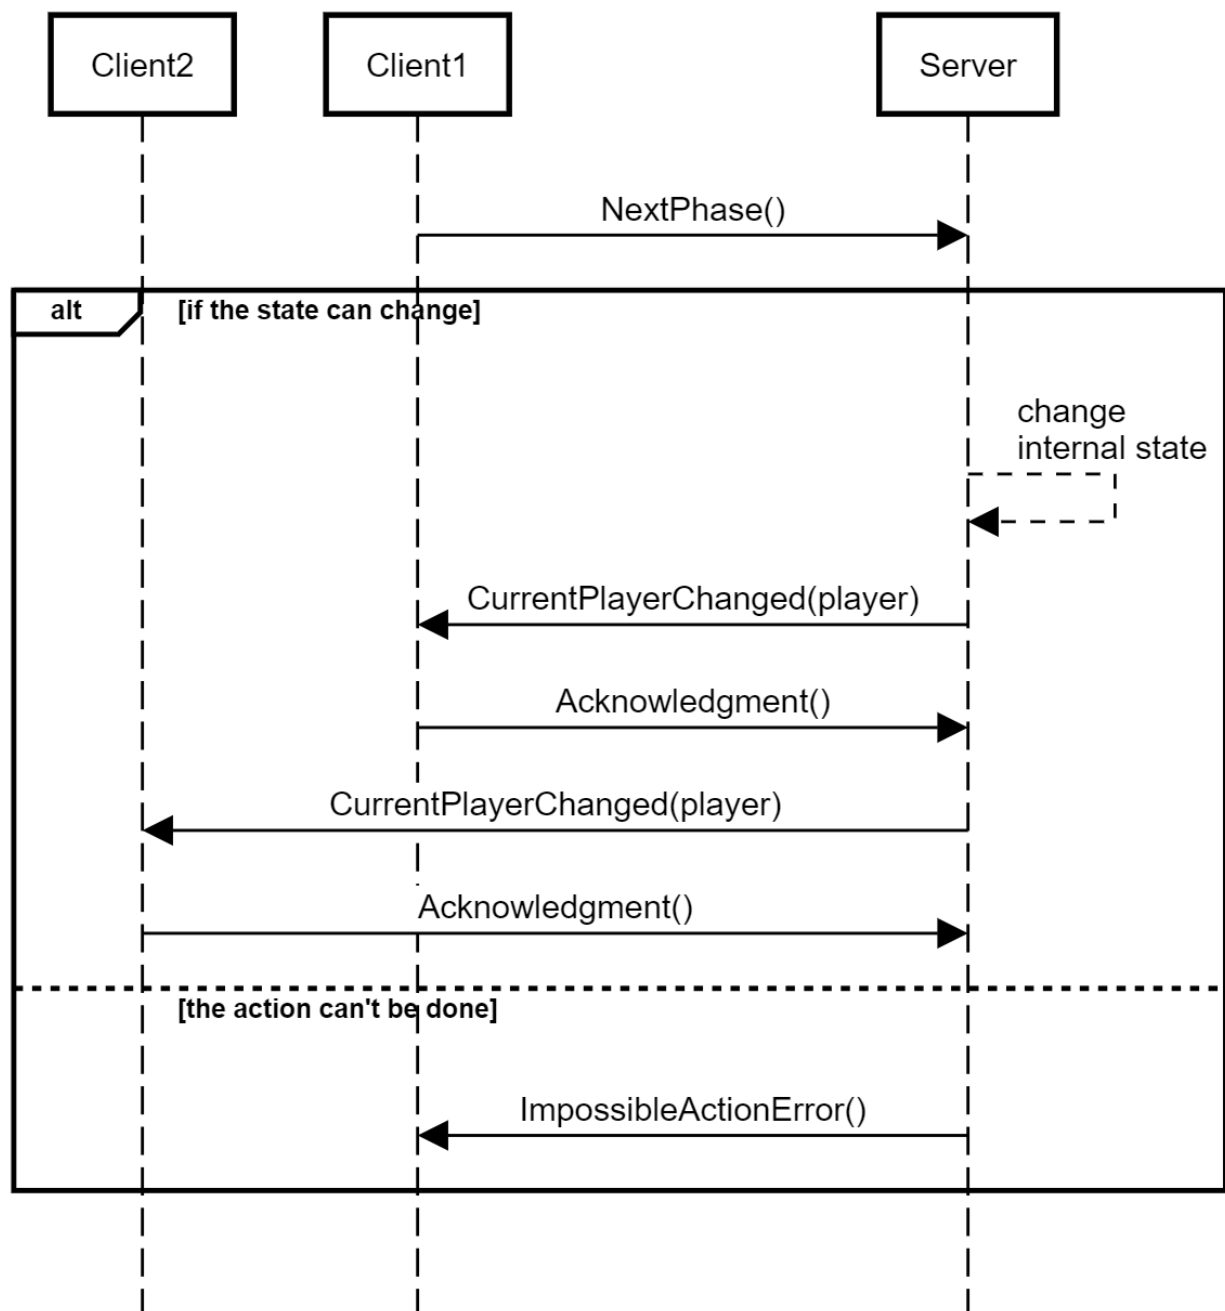 Client2
Client1
Server
NextPhase()
alt
[if the state can change]
change
internal state
CurrentPlayerChanged(player)
Acknowledgment()
CurrentPlayerChanged(player)
Acknowledgment()
[the action can't be done]
ImpossibleActionError()